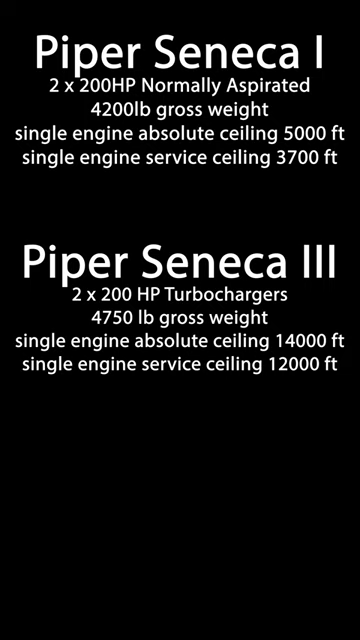 Piper Seneca I
2 x 200HP Normally Aspirated
4200lb gross weight
single engine absolute ceiling 5000 ft
single engine service ceiling 3700 ft
Piper Seneca III
2 x 200 HP Turbochargers
4750 lb gross weight
single engine absolute ceiling 14000 ft
single engine service ceiling 12000 ft